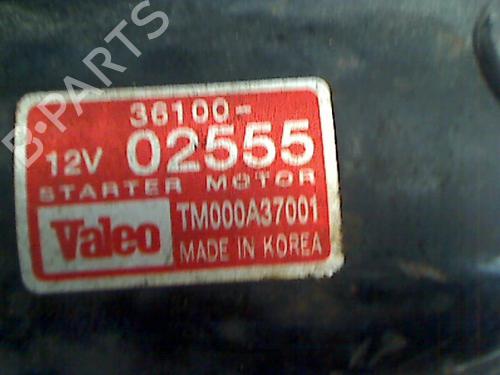 B-PARTS
36100-
12V 02555
STARTER MOTOR
Valeo
TM000A37001
MADE IN KOREA